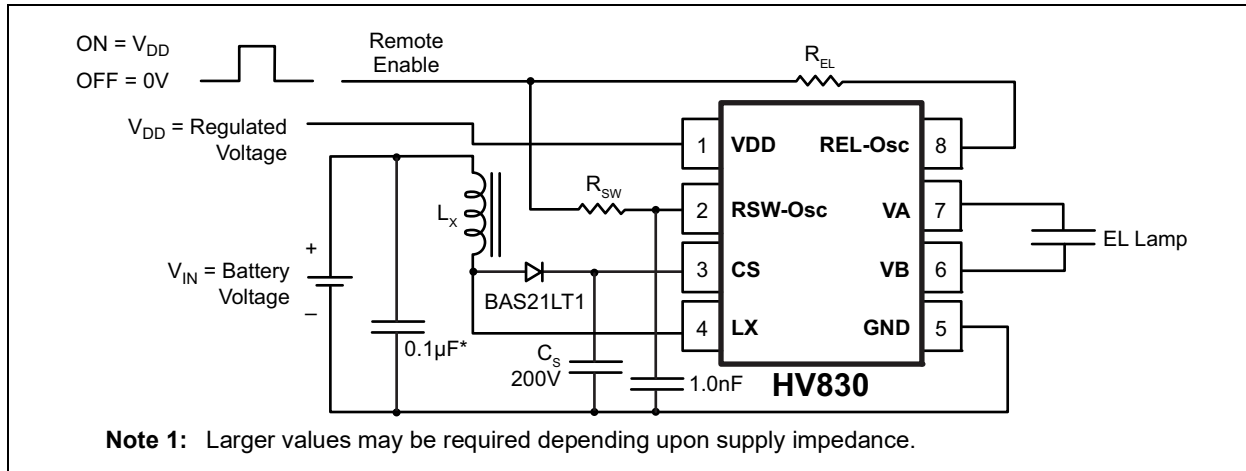 ON = VDD
OFF = 0V
Remote
Enable
REL
VDD = Regulated
Voltage
1 VDD REL-Osc 8
RSW
2 RSW-Osc VA 7
LX
EL Lamp
+
VIN = Battery
Voltage
–
3 CS VB 6
BAS21LT1
4 LX GND 5
0.1µF*
CS
200V
1.0nF
HV830
Note 1: Larger values may be required depending upon supply impedance.